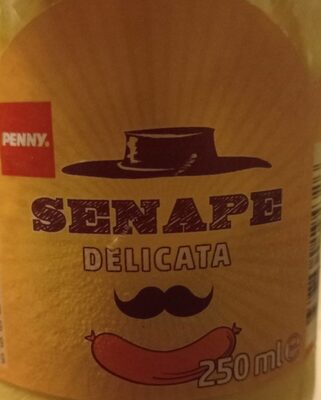 PENNY.
SENAPE
DELICATA
250 ml